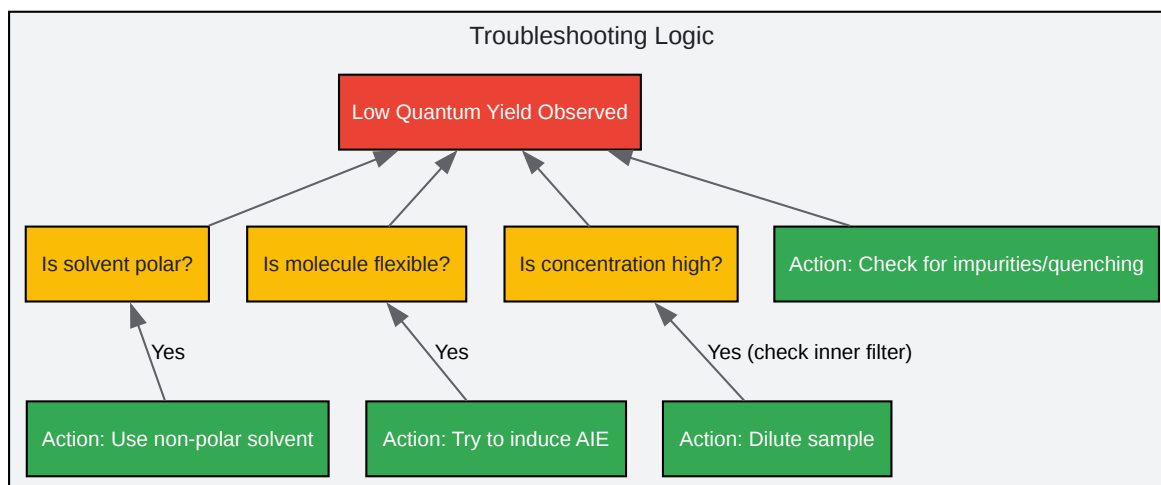 Troubleshooting Logic
Low Quantum Yield Observed
Is solvent polar?
Is molecule flexible?
Is concentration high?
Action: Check for impurities/quenching
Yes
Yes
Yes (check inner filter)
Action: Use non-polar solvent
Action: Try to induce AIE
Action: Dilute sample